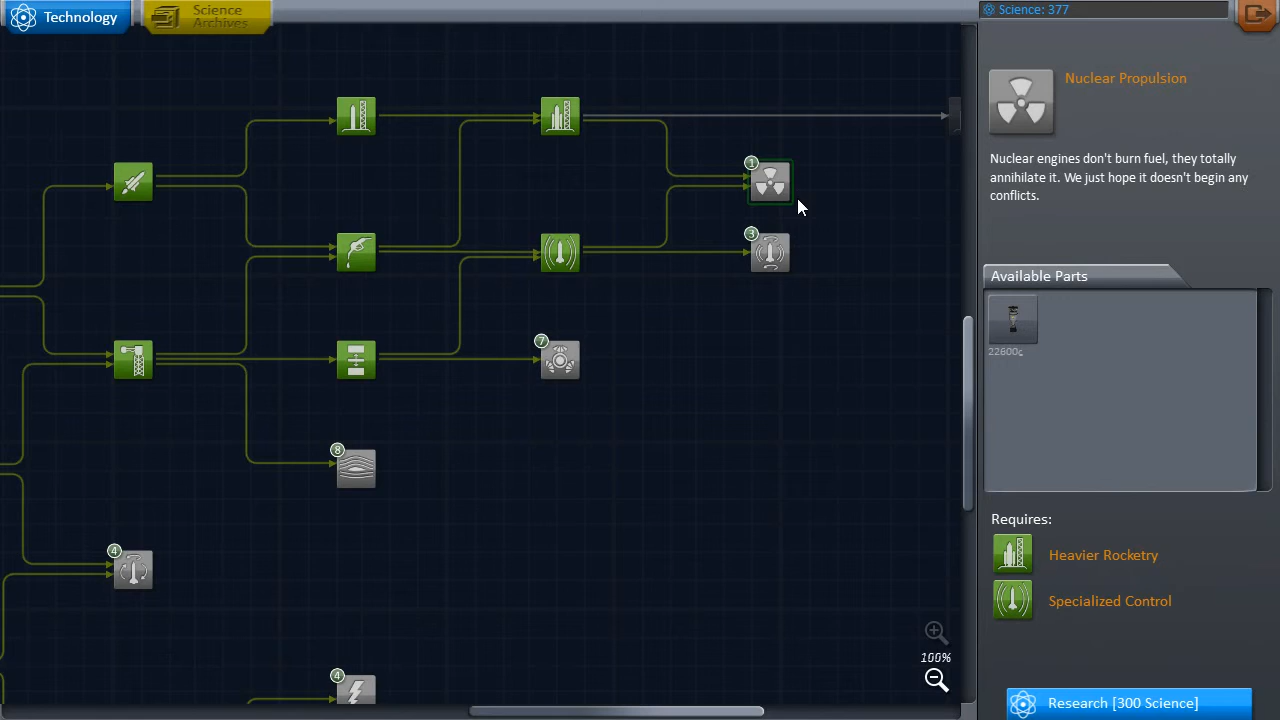 Technology
Science
Archives
Science: 377
Nuclear Propulsion
Nuclear engines don't burn fuel, they totally
annihilate it. We just hope it doesn't begin any
conflicts.
1
3
Available Parts
22600
7
8
Requires:
Heavier Rocketry
4
Specialized Control
100%
4
Research [300 Science]